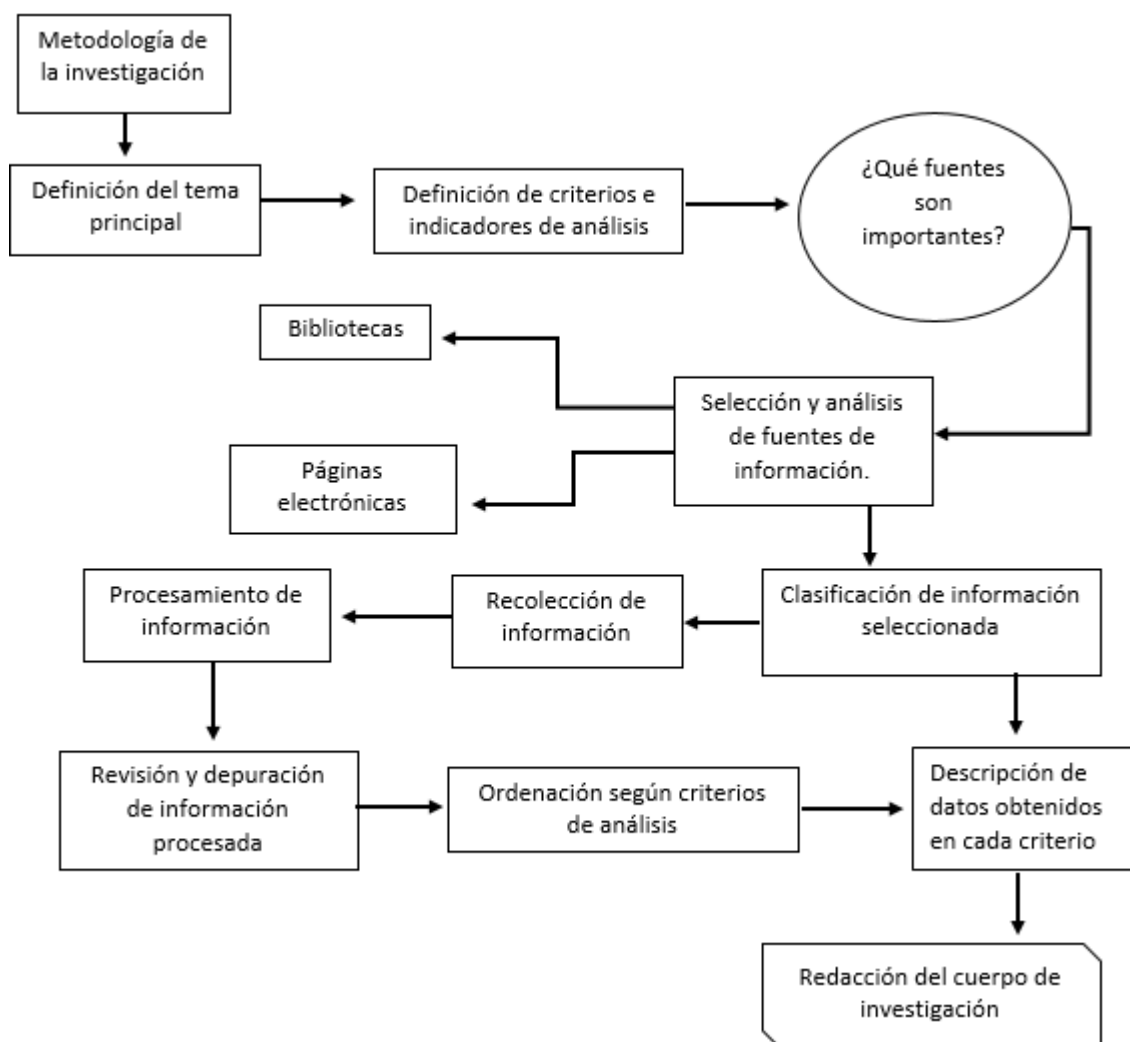 Metodología de
la investigación
Definición del tema
principal
Definición de criterios e
indicadores de análisis
¿Qué fuentes
son
importantes?
Bibliotecas
Selección y análisis
de fuentes de
información.
Páginas
electrónicas
Procesamiento de
información
Recolección de
información
Clasificación de información
seleccionada
Revisión y depuración
de información
procesada
Ordenación según criterios
de análisis
Descripción de
datos obtenidos
en cada criterio
Redacción del cuerpo de
investigación